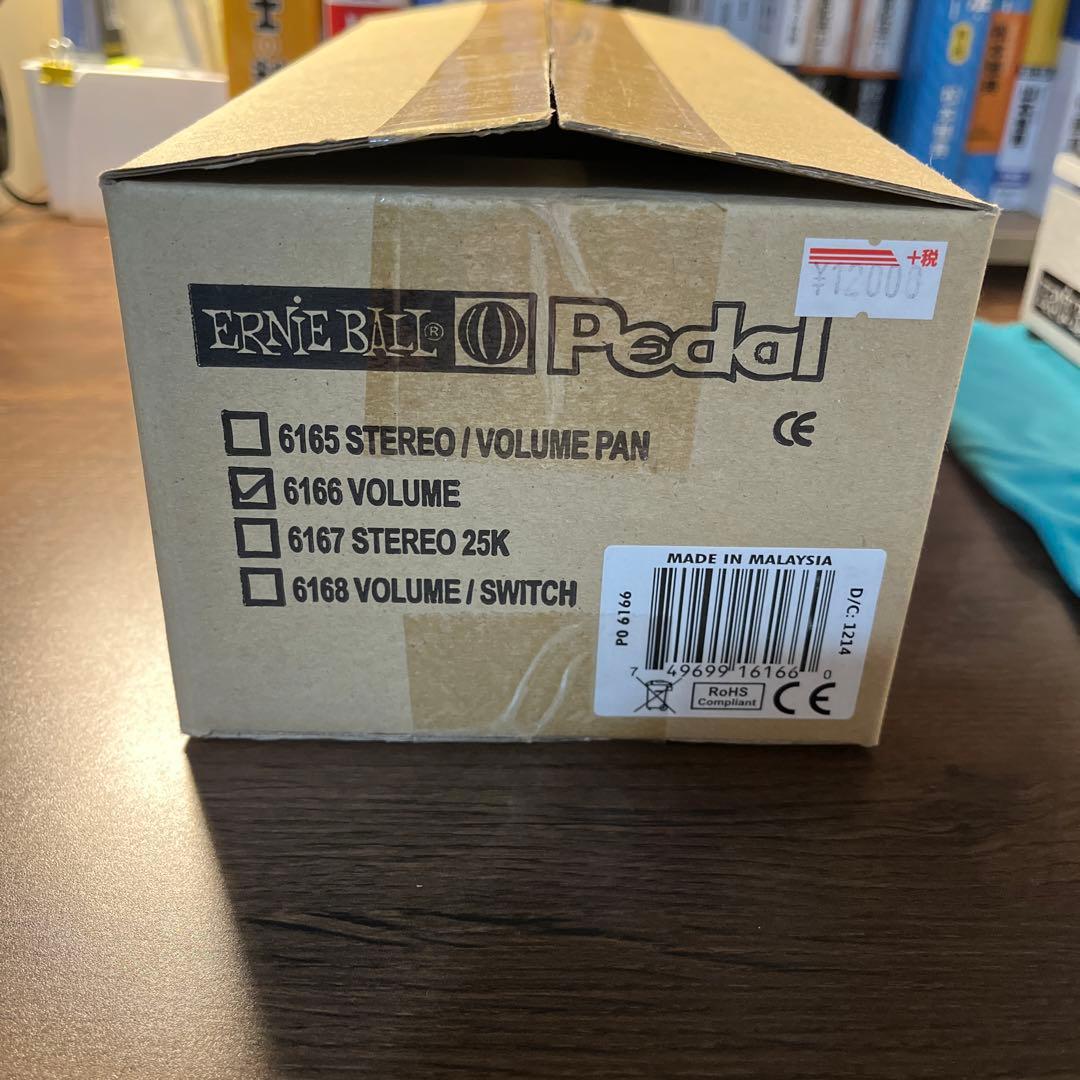 +税
¥12000
ERNIE BALL® Pedal
6165 STEREO / VOLUME PAN
CE
6166 VOLUME
6167 STEREO 25K
6168 VOLUME / SWITCH
MADE IN MALAYSIA
PO 6166
D/C: 1214
7 49699 16166 0
RoHS
Compliant
CE